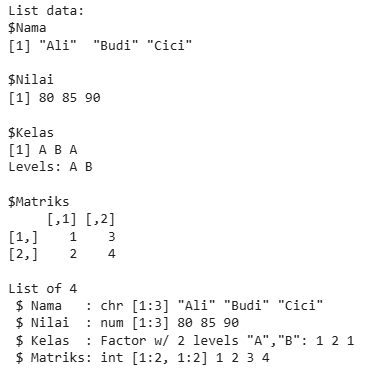 List data:
$Nama
[1] "Ali"  "Budi" "Cici"
$Nilai
[1] 80 85 90
$Kelas
[1] A B A
Levels: A B
$Matriks
     [,1] [,2]
[1,]    1    3
[2,]    2    4
List of 4
 $ Nama   : chr [1:3] "Ali" "Budi" "Cici"
 $ Nilai  : num [1:3] 80 85 90
 $ Kelas  : Factor w/ 2 levels "A","B": 1 2 1
 $ Matriks: int [1:2, 1:2] 1 2 3 4